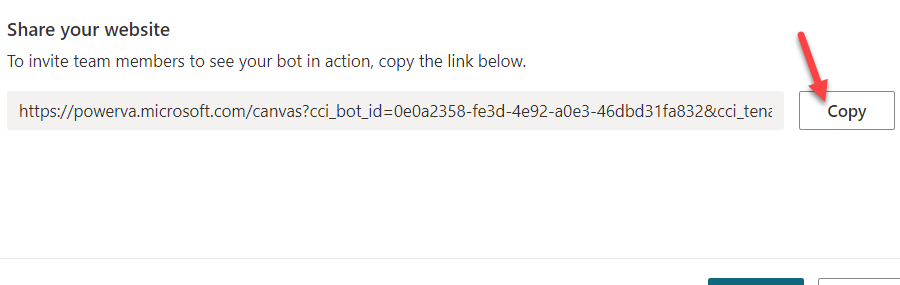 Share your website
To invite team members to see your bot in action, copy the link below.
https://powerva.microsoft.com/canvas?cci_bot_id=0e0a2358-fe3d-4e92-a0e3-46dbd31fa832&cci_tena
Copy